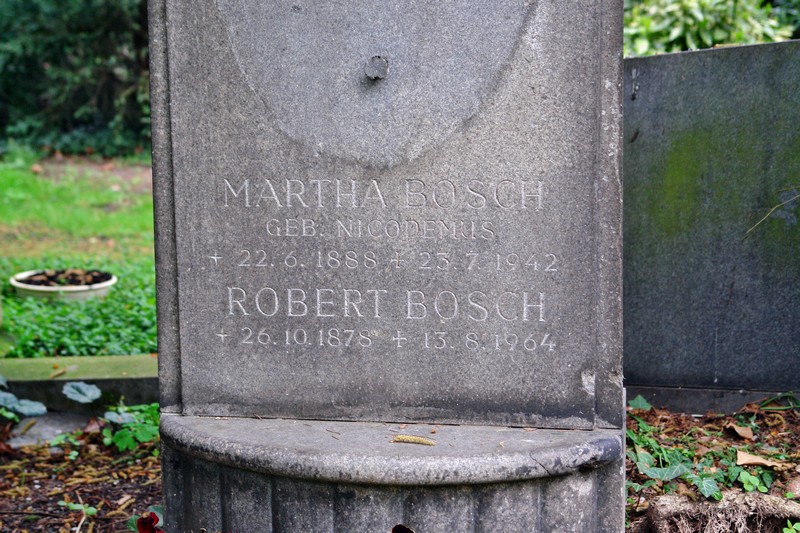 MARTHA BOSCH
GEB. NICODEMUS
+ 22.6.1888 + 23.7.1942
ROBERT BOSCH
+ 26.10.1878 + 13.8.1964